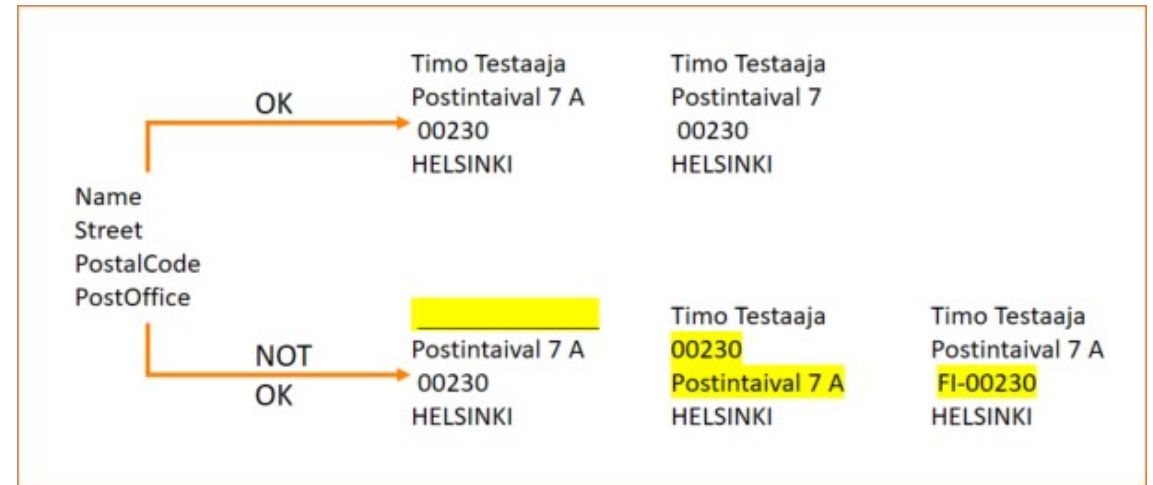 OK
Timo Testaaja
Postintaival 7 A
00230
HELSINKI
Timo Testaaja
Postintaival 7
00230
HELSINKI
Name
Street
PostalCode
PostOffice
NOT
OK
Postintaival 7 A
00230
HELSINKI
Timo Testaaja
00230
Postintaival 7 A
HELSINKI
Timo Testaaja
Postintaival 7 A
FI-00230
HELSINKI